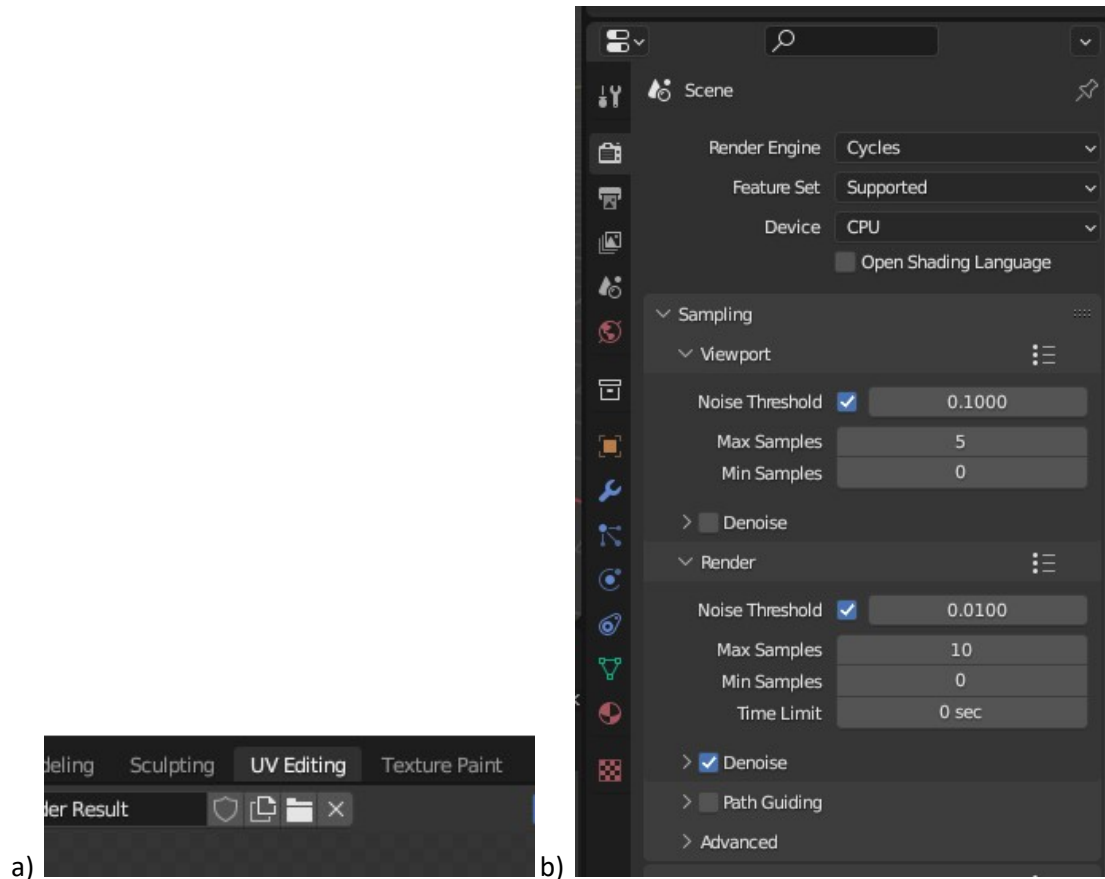 deling Sculpting UV Editing Texture Paint
der Result
a)
Scene
Render Engine Cycles
Feature Set Supported
Device CPU
Open Shading Language
Sampling
Viewport
Noise Threshold 0.1000
Max Samples 5
Min Samples 0
Denoise
Render
Noise Threshold 0.0100
Max Samples 10
Min Samples 0
Time Limit 0 sec
Denoise
Path Guiding
Advanced
b)